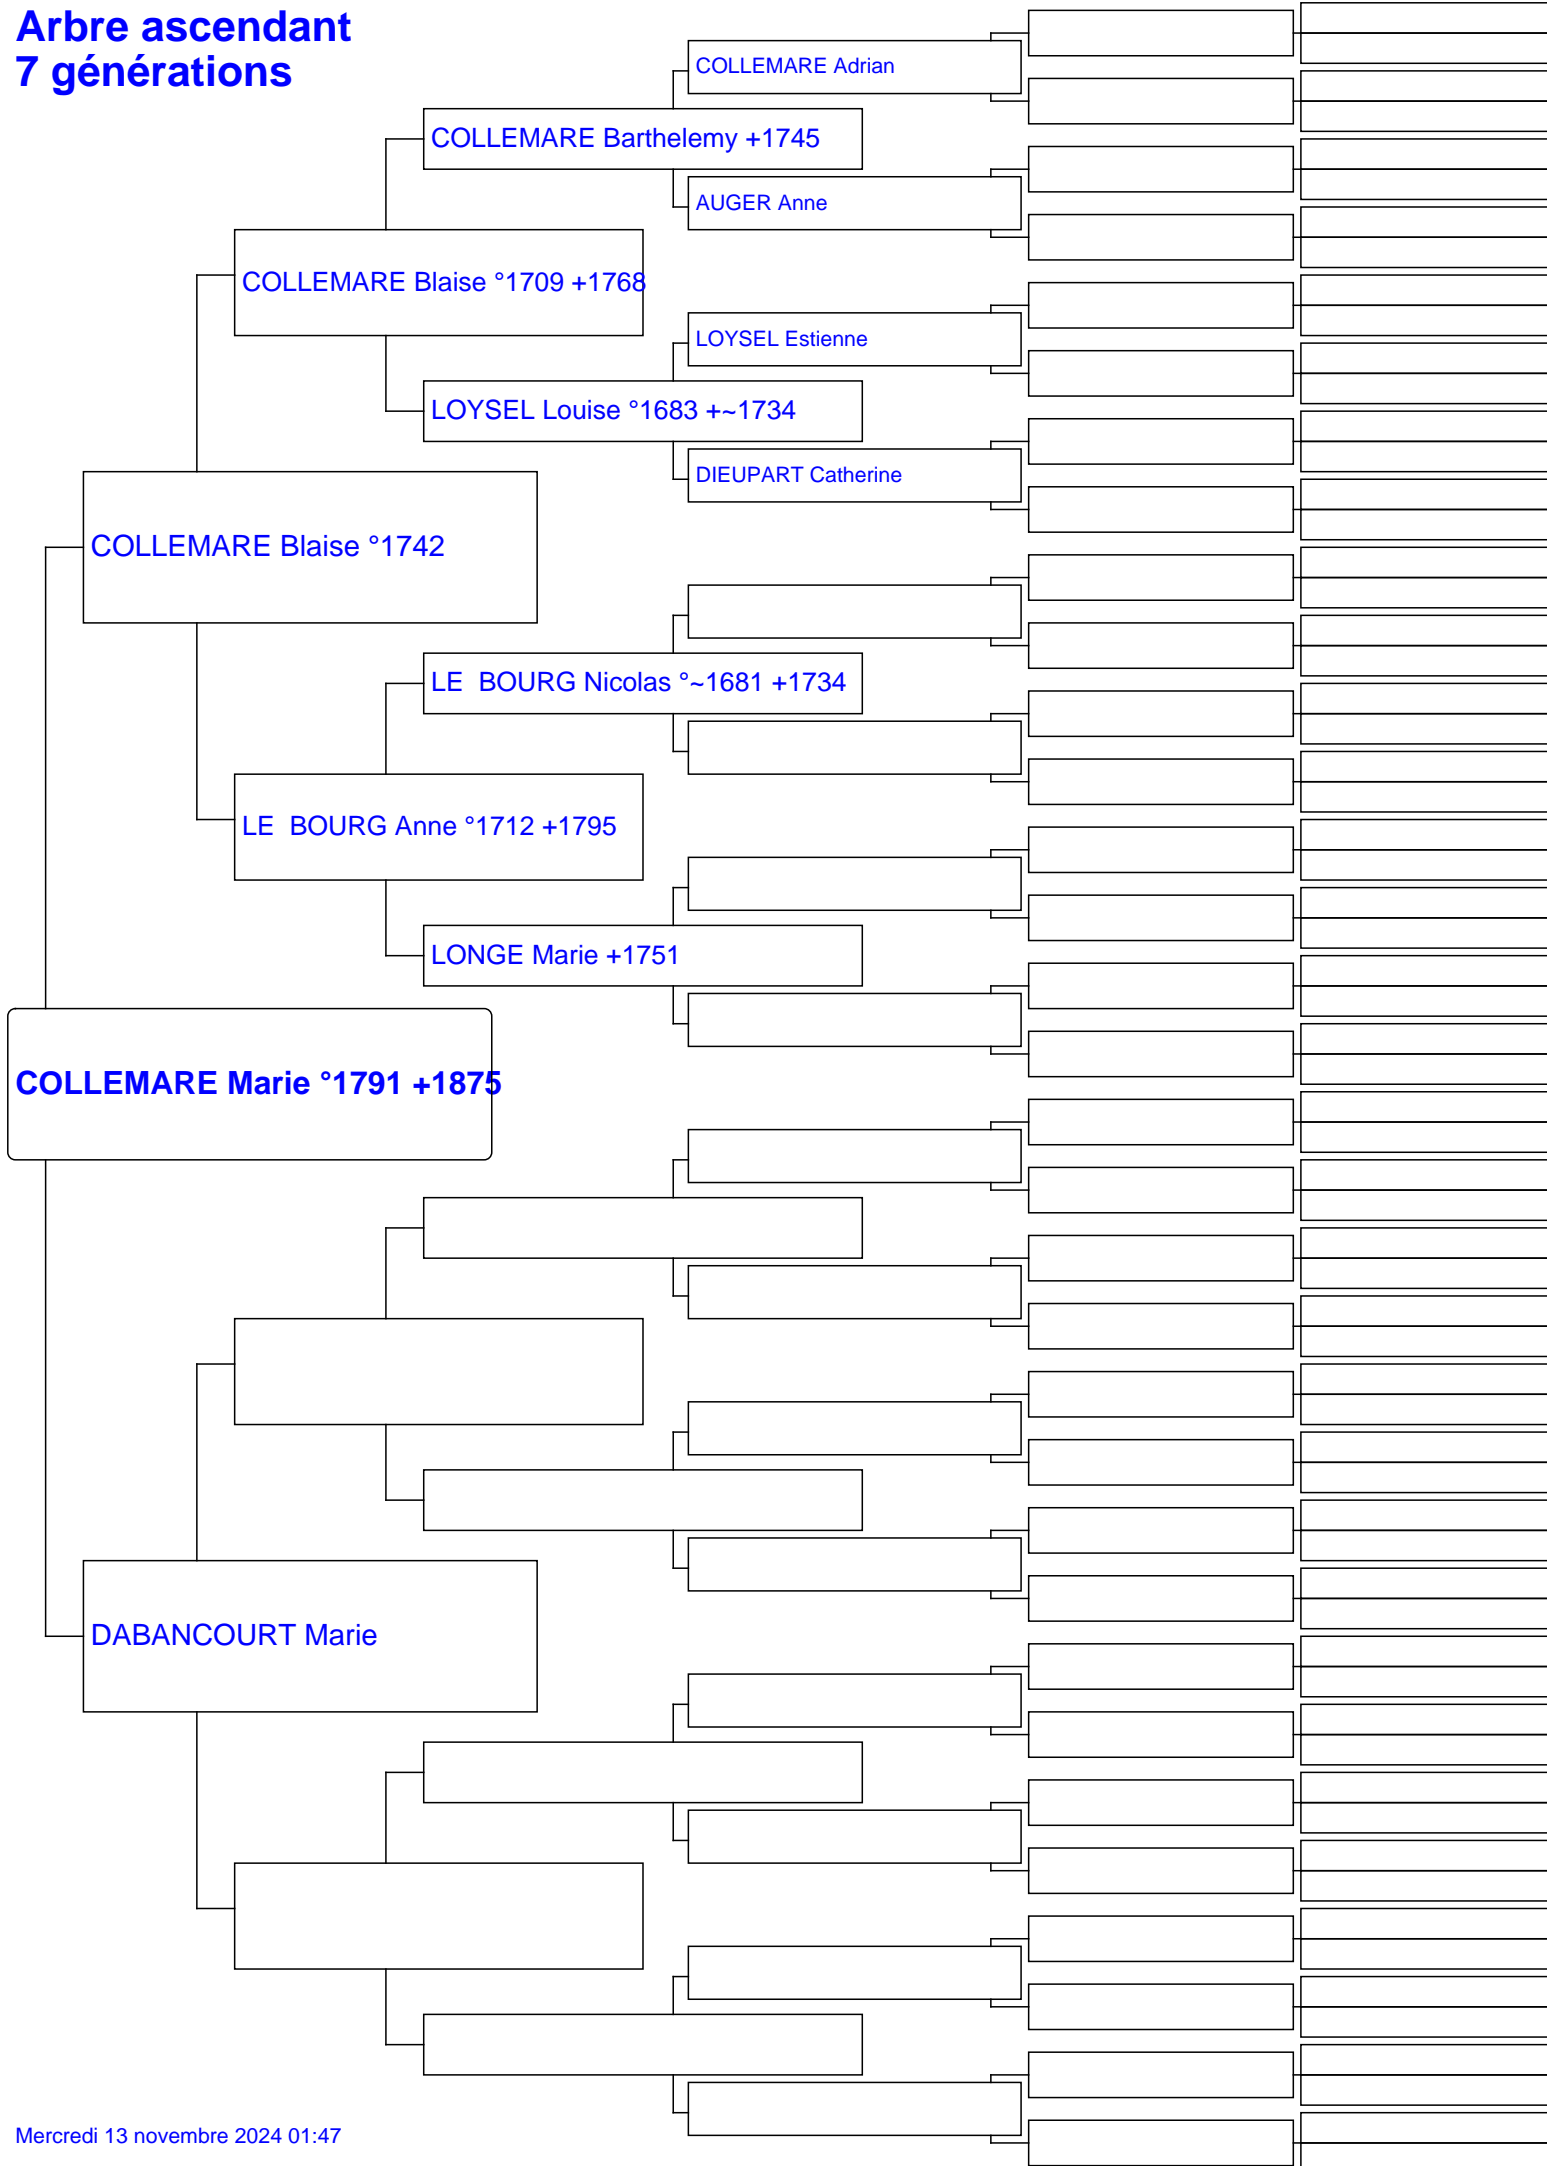 Arbre ascendant
7 générations
COLLEMARE Adrian
COLLEMARE Barthelemy +1745
AUGER Anne
COLLEMARE Blaise °1709 +1768
LOYSEL Estienne
LOYSEL Louise °1683 +~1734
DIEUPART Catherine
COLLEMARE Blaise °1742
LE  BOURG Nicolas °~1681 +1734
LE  BOURG Anne °1712 +1795
LONGE Marie +1751
COLLEMARE Marie °1791 +1875
DABANCOURT Marie
Mercredi 13 novembre 2024 01:47